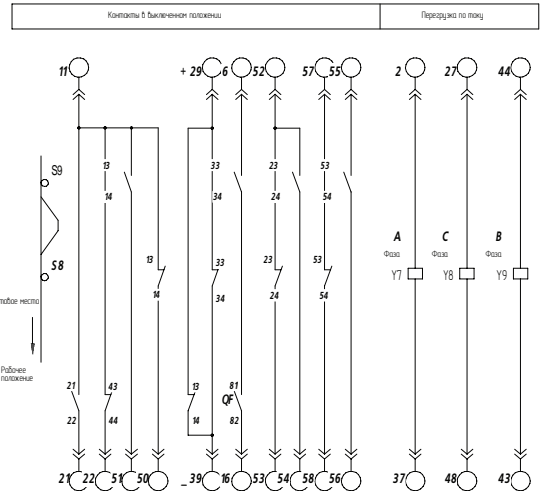 Контакты в выключенном положении Перегрузка по току
11 + 29 6 52 57 55 2 27 44
S9
13 33 23 53
14 34 24 54
S8
A C B
Фаза Фаза Фаза
13 33 23 53
Y7 Y8 Y9
14 34 24 54
место
Рабочее
положение
21 43 13 81
QF
22 44 14 82
21 22 51 50 _ 39 16 53 54 58 56 37 48 43